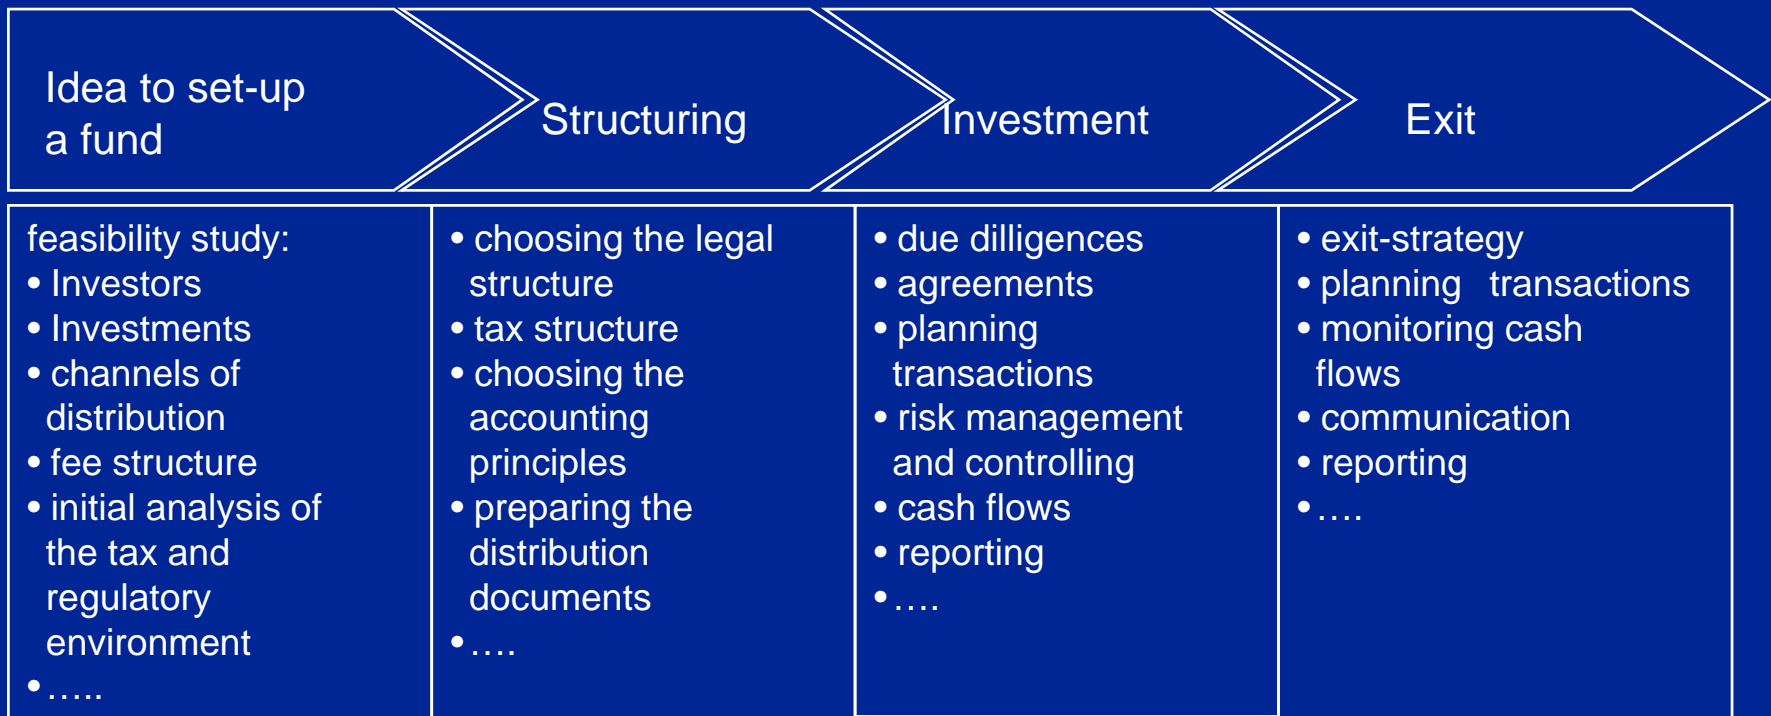 Idea to set-up
a fund
Structuring
Investment
Exit
feasibility study:
• Investors
• Investments
• channels of
distribution
• fee structure
• initial analysis of
the tax and
regulatory
environment
• …..
• choosing the legal
structure
• tax structure
• choosing the
accounting
principles
• preparing the
distribution
documents
• ….
• due dilligences
• agreements
• planning
transactions
• risk management
and controlling
• cash flows
• reporting
• ….
• exit-strategy
• planning transactions
• monitoring cash
flows
• communication
• reporting
• ….